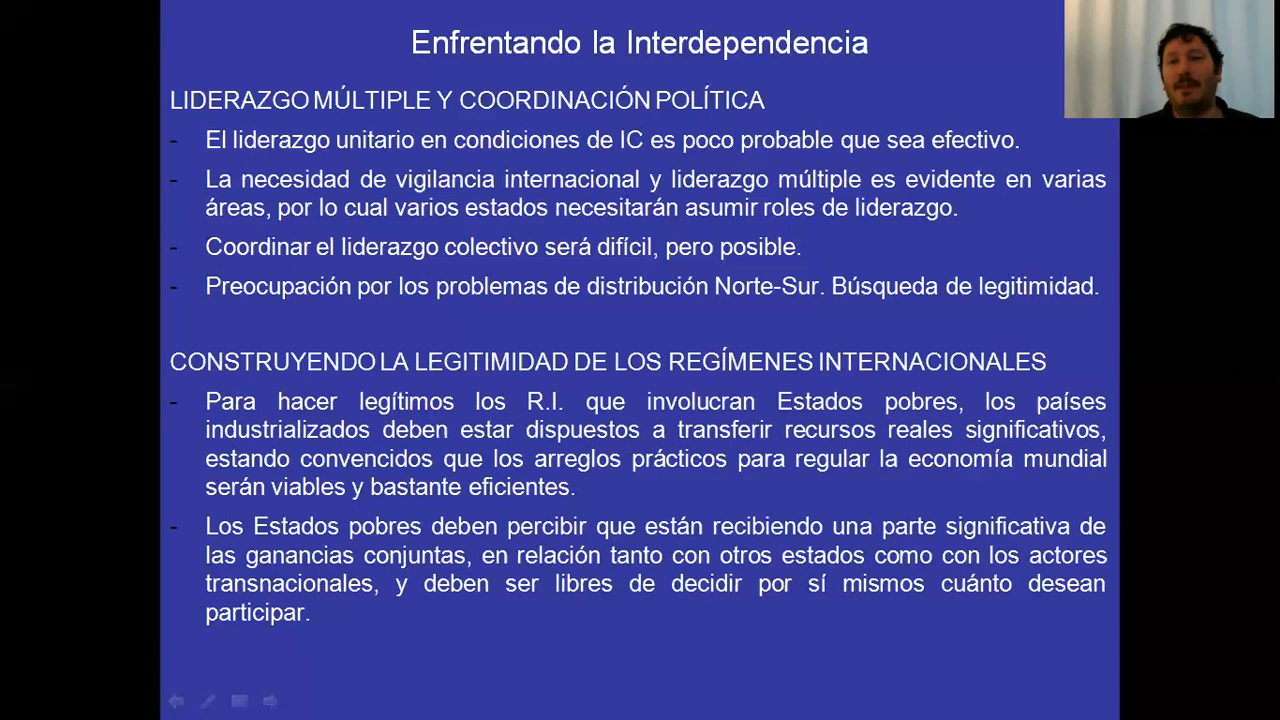 Enfrentando la Interdependencia
LIDERAZGO MÚLTIPLE Y COORDINACIÓN POLÍTICA
- El liderazgo unitario en condiciones de IC es poco probable que sea efectivo.
- La necesidad de vigilancia internacional y liderazgo múltiple es evidente en varias
áreas, por lo cual varios estados necesitarán asumir roles de liderazgo.
- Coordinar el liderazgo colectivo será difícil, pero posible.
- Preocupación por los problemas de distribución Norte-Sur. Búsqueda de legitimidad.
CONSTRUYENDO LA LEGITIMIDAD DE LOS REGÍMENES INTERNACIONALES
- Para hacer legítimos los R.I. que involucran Estados pobres, los países
industrializados deben estar dispuestos a transferir recursos reales significativos,
estando convencidos que los arreglos prácticos para regular la economía mundial
serán viables y bastante eficientes.
- Los Estados pobres deben percibir que están recibiendo una parte significativa de
las ganancias conjuntas, en relación tanto con otros estados como con los actores
transnacionales, y deben ser libres de decidir por sí mismos cuánto desean
participar.